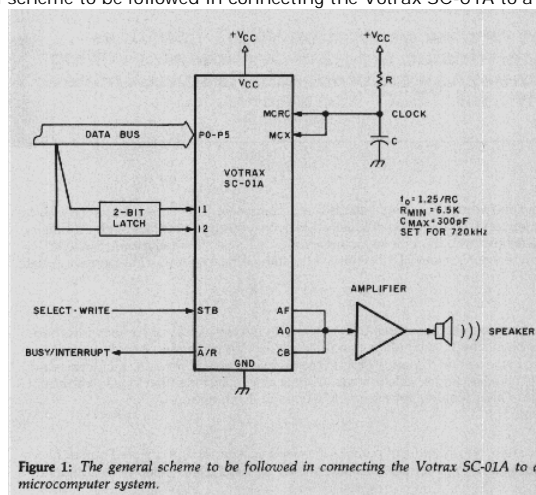 scheme to be followed in connecting the Votrax SC-01A to a
+VCC
+VCC
VCC
R
MCRC
CLOCK
MCX
C
DATA BUS
P0-P5
VOTRAX
SC-01A
2-BIT
LATCH
I1
I2
f0=1.25/RC
RMIN=6.5K
CMAX=300pF
SET FOR 720kHz
AMPLIFIER
SELECT-WRITE
STB
AF
AO
SPEAKER
BUSY/INTERRUPT
A̅/R
CB
GND
Figure 1: The general scheme to be followed in connecting the Votrax SC-01A to a
microcomputer system.